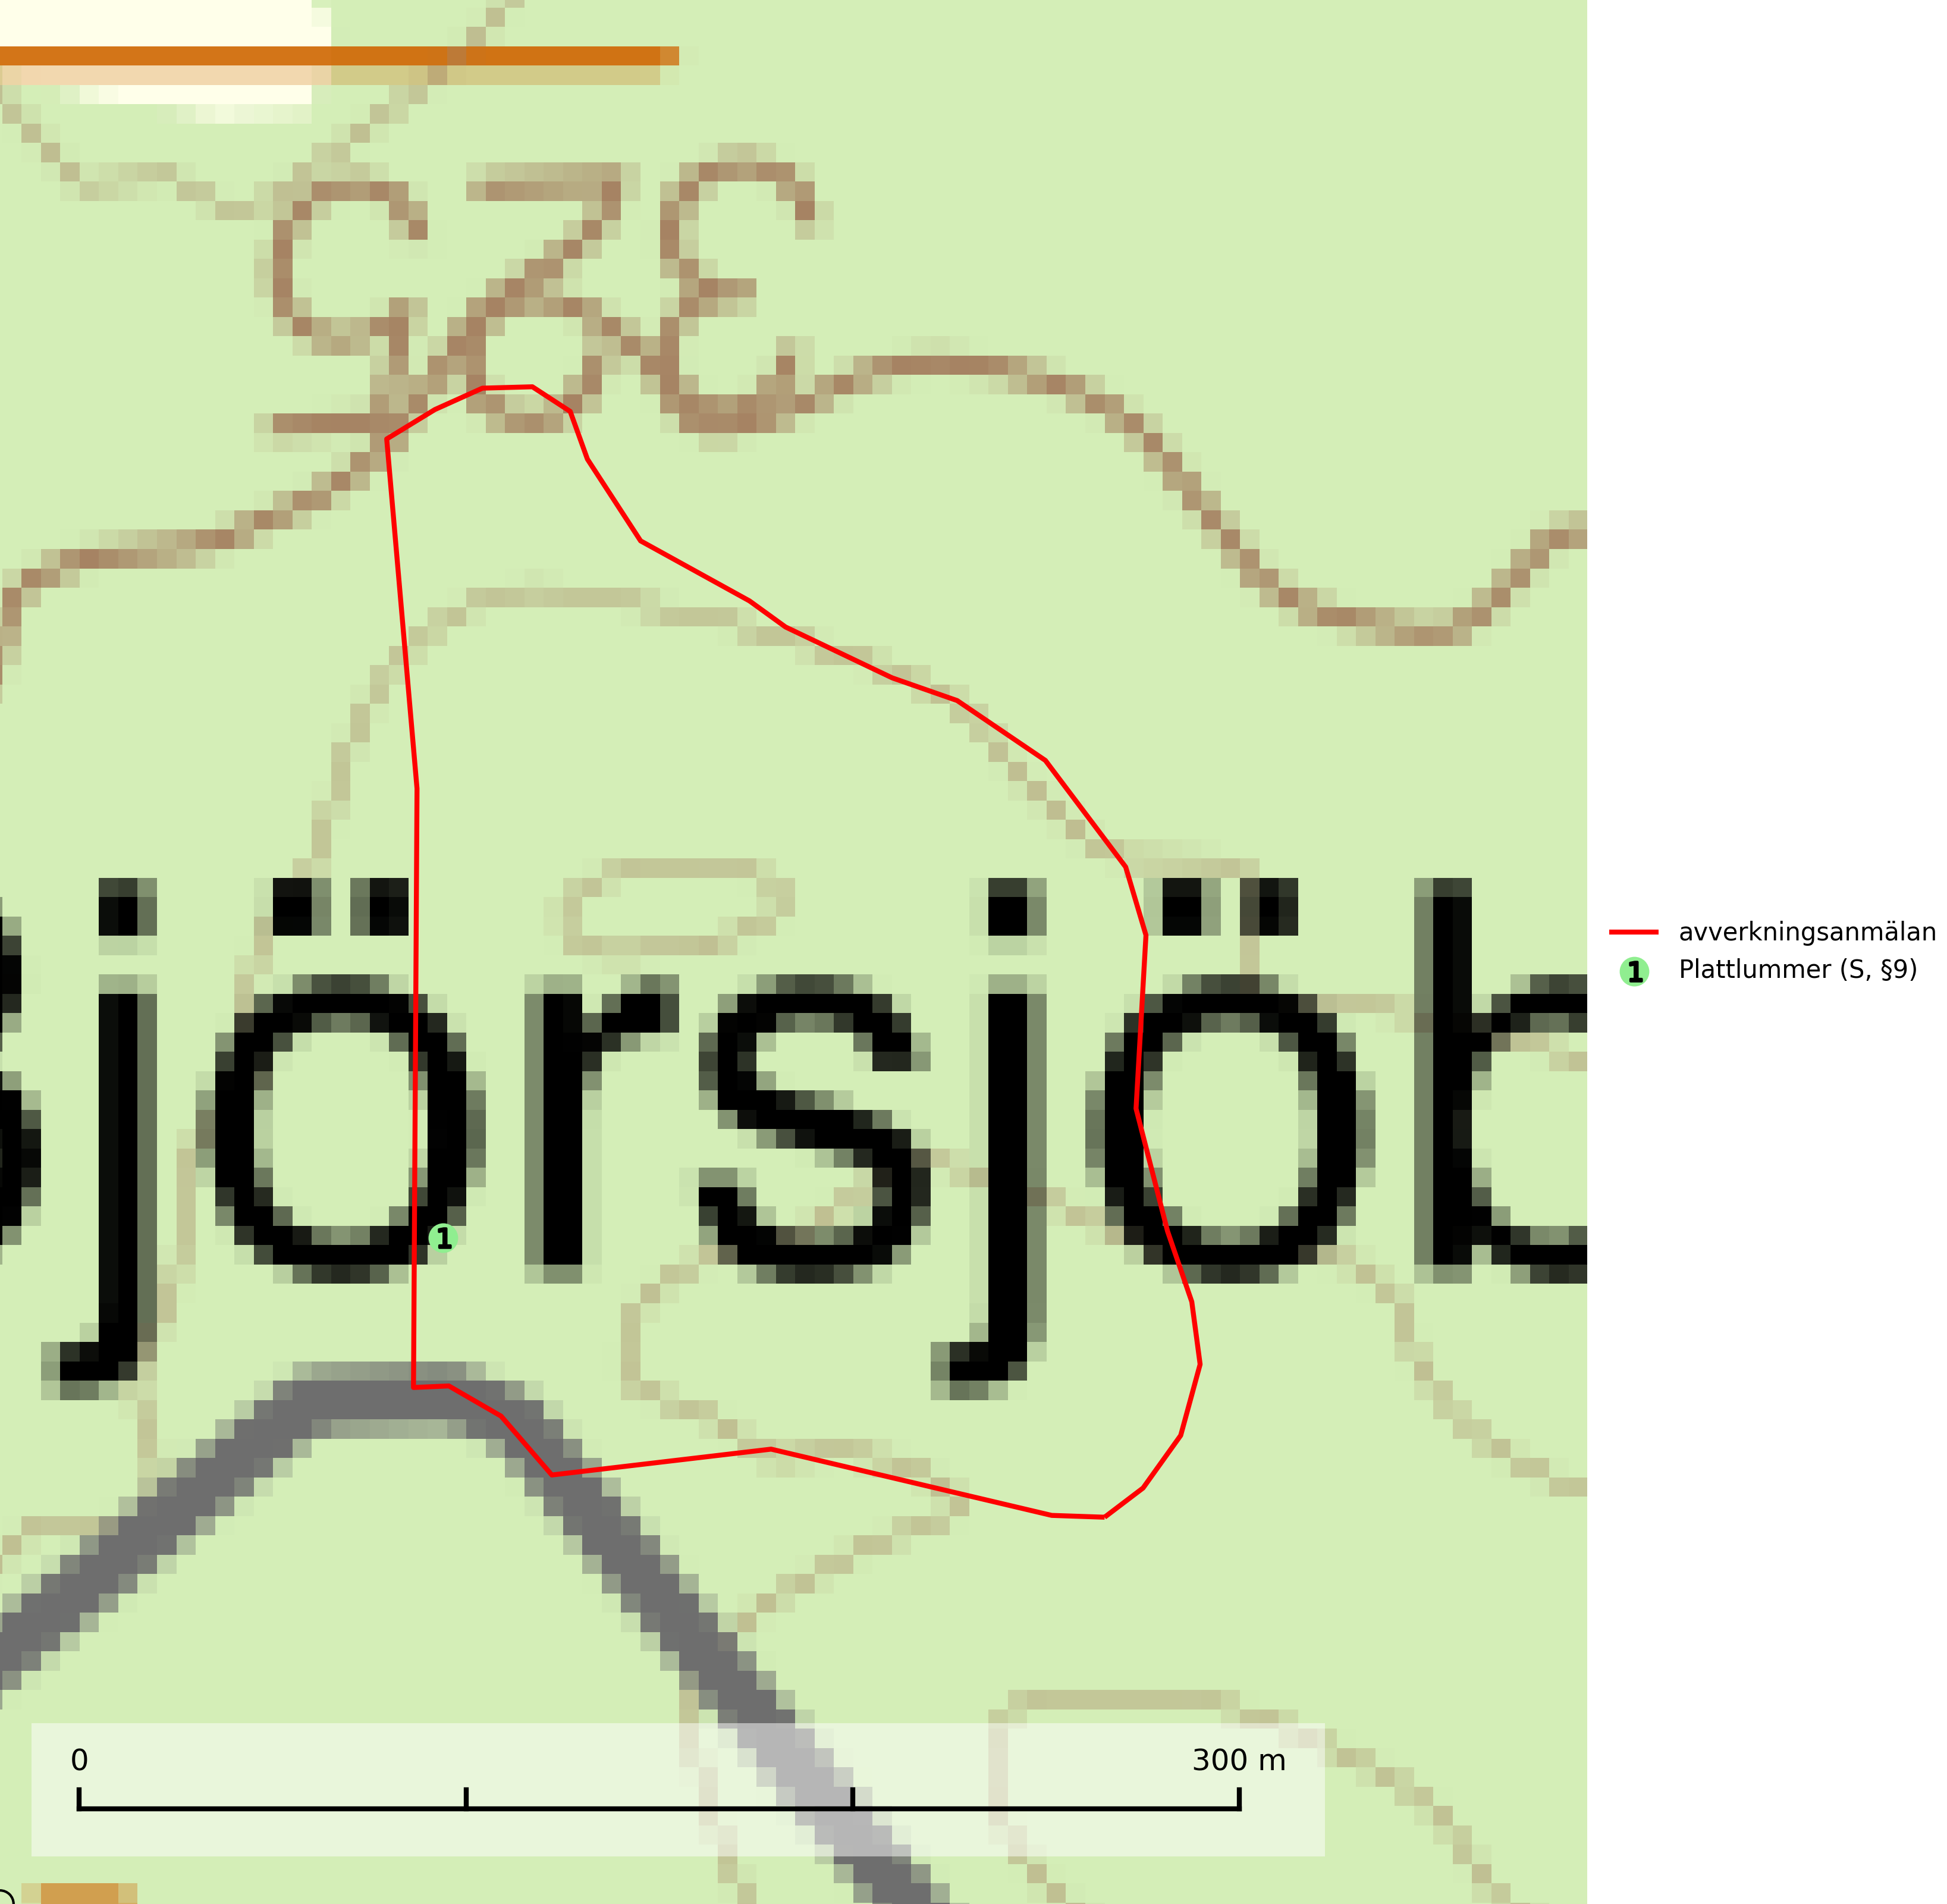 jörsjöb
1
avverkningsanmälan
1 Plattlummer (S, §9)
0 300 m